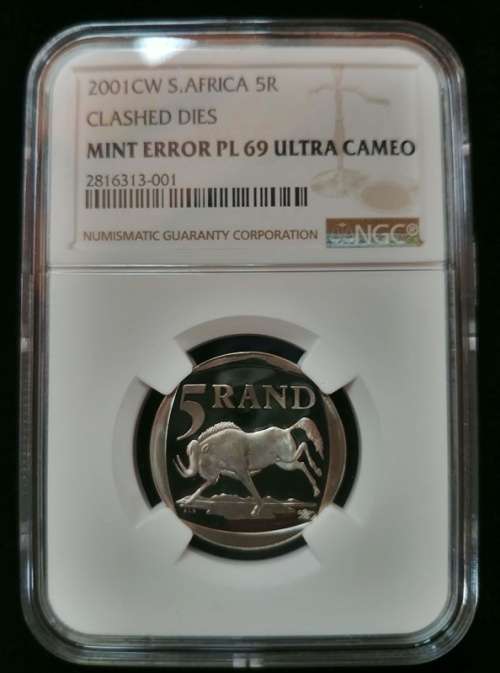 2001CW S.AFRICA 5R
CLASHED DIES
MINT ERROR PL 69 ULTRA CAMEO
2816313-001
NUMISMATIC GUARANTY CORPORATION
NGC®
5 RAND
ALS